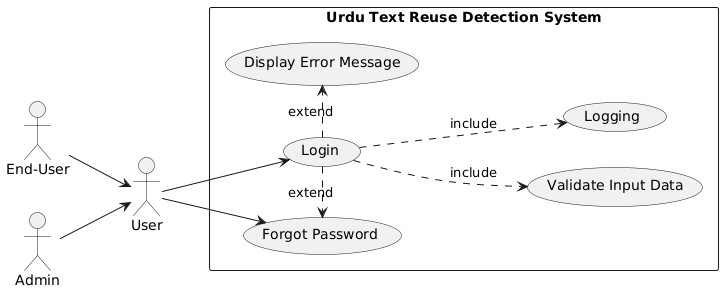 Urdu Text Reuse Detection System
Display Error Message
extend
include
Logging
End-User
Login
include
Validate Input Data
extend
User
Forgot Password
Admin